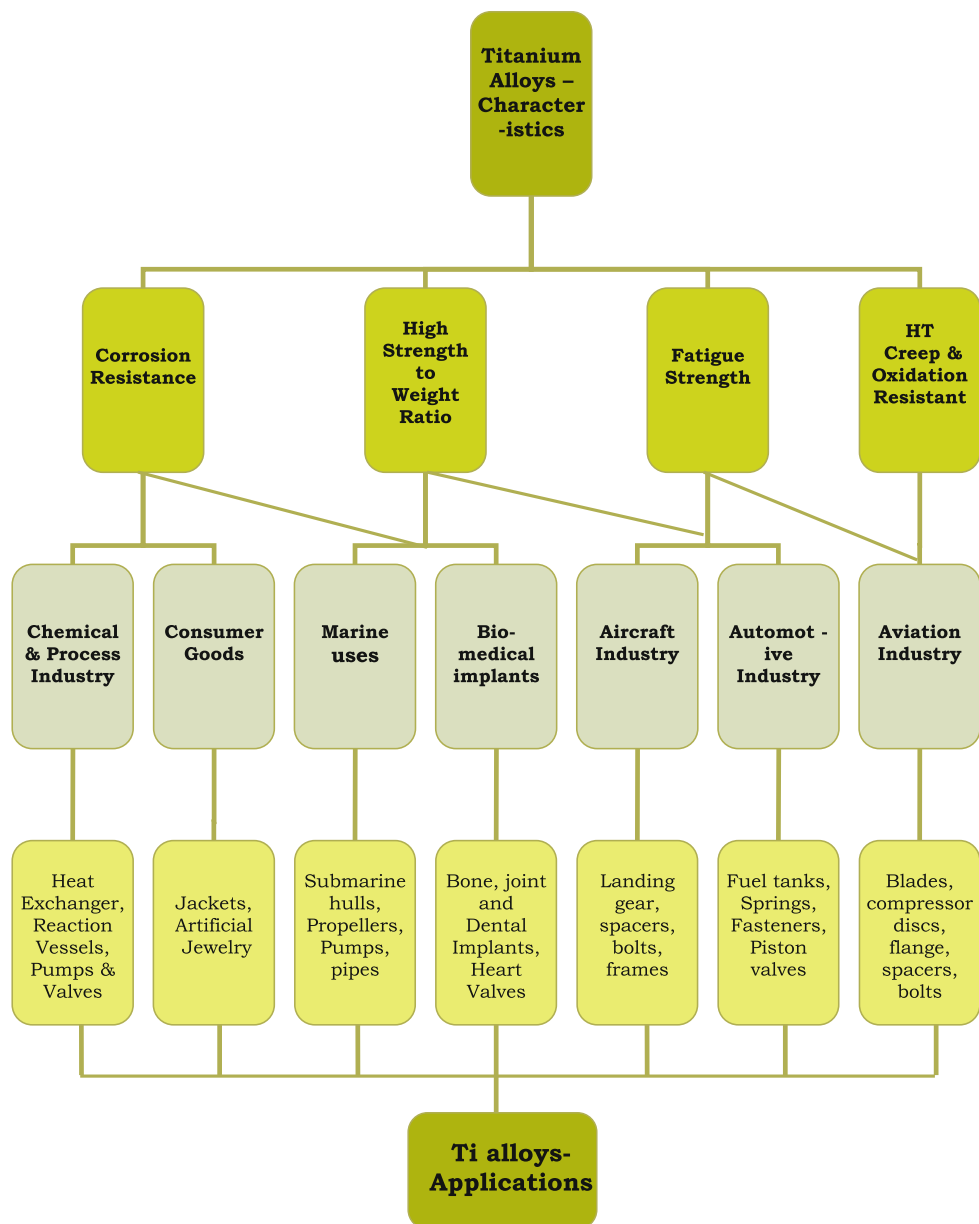 Titanium
Alloys –
Character
-istics
Corrosion
Resistance
High
Strength
to
Weight
Ratio
Fatigue
Strength
HT
Creep &
Oxidation
Resistant
Chemical
& Process
Industry
Consumer
Goods
Marine
uses
Bio-
medical
implants
Aircraft
Industry
Automot -
ive
Industry
Aviation
Industry
Heat
Exchanger,
Reaction
Vessels,
Pumps &
Valves
Jackets,
Artificial
Jewelry
Submarine
hulls,
Propellers,
Pumps,
pipes
Bone, joint
and
Dental
Implants,
Heart
Valves
Landing
gear,
spacers,
bolts,
frames
Fuel tanks,
Springs,
Fasteners,
Piston
valves
Blades,
compressor
discs,
flange,
spacers,
bolts
Ti alloys-
Applications